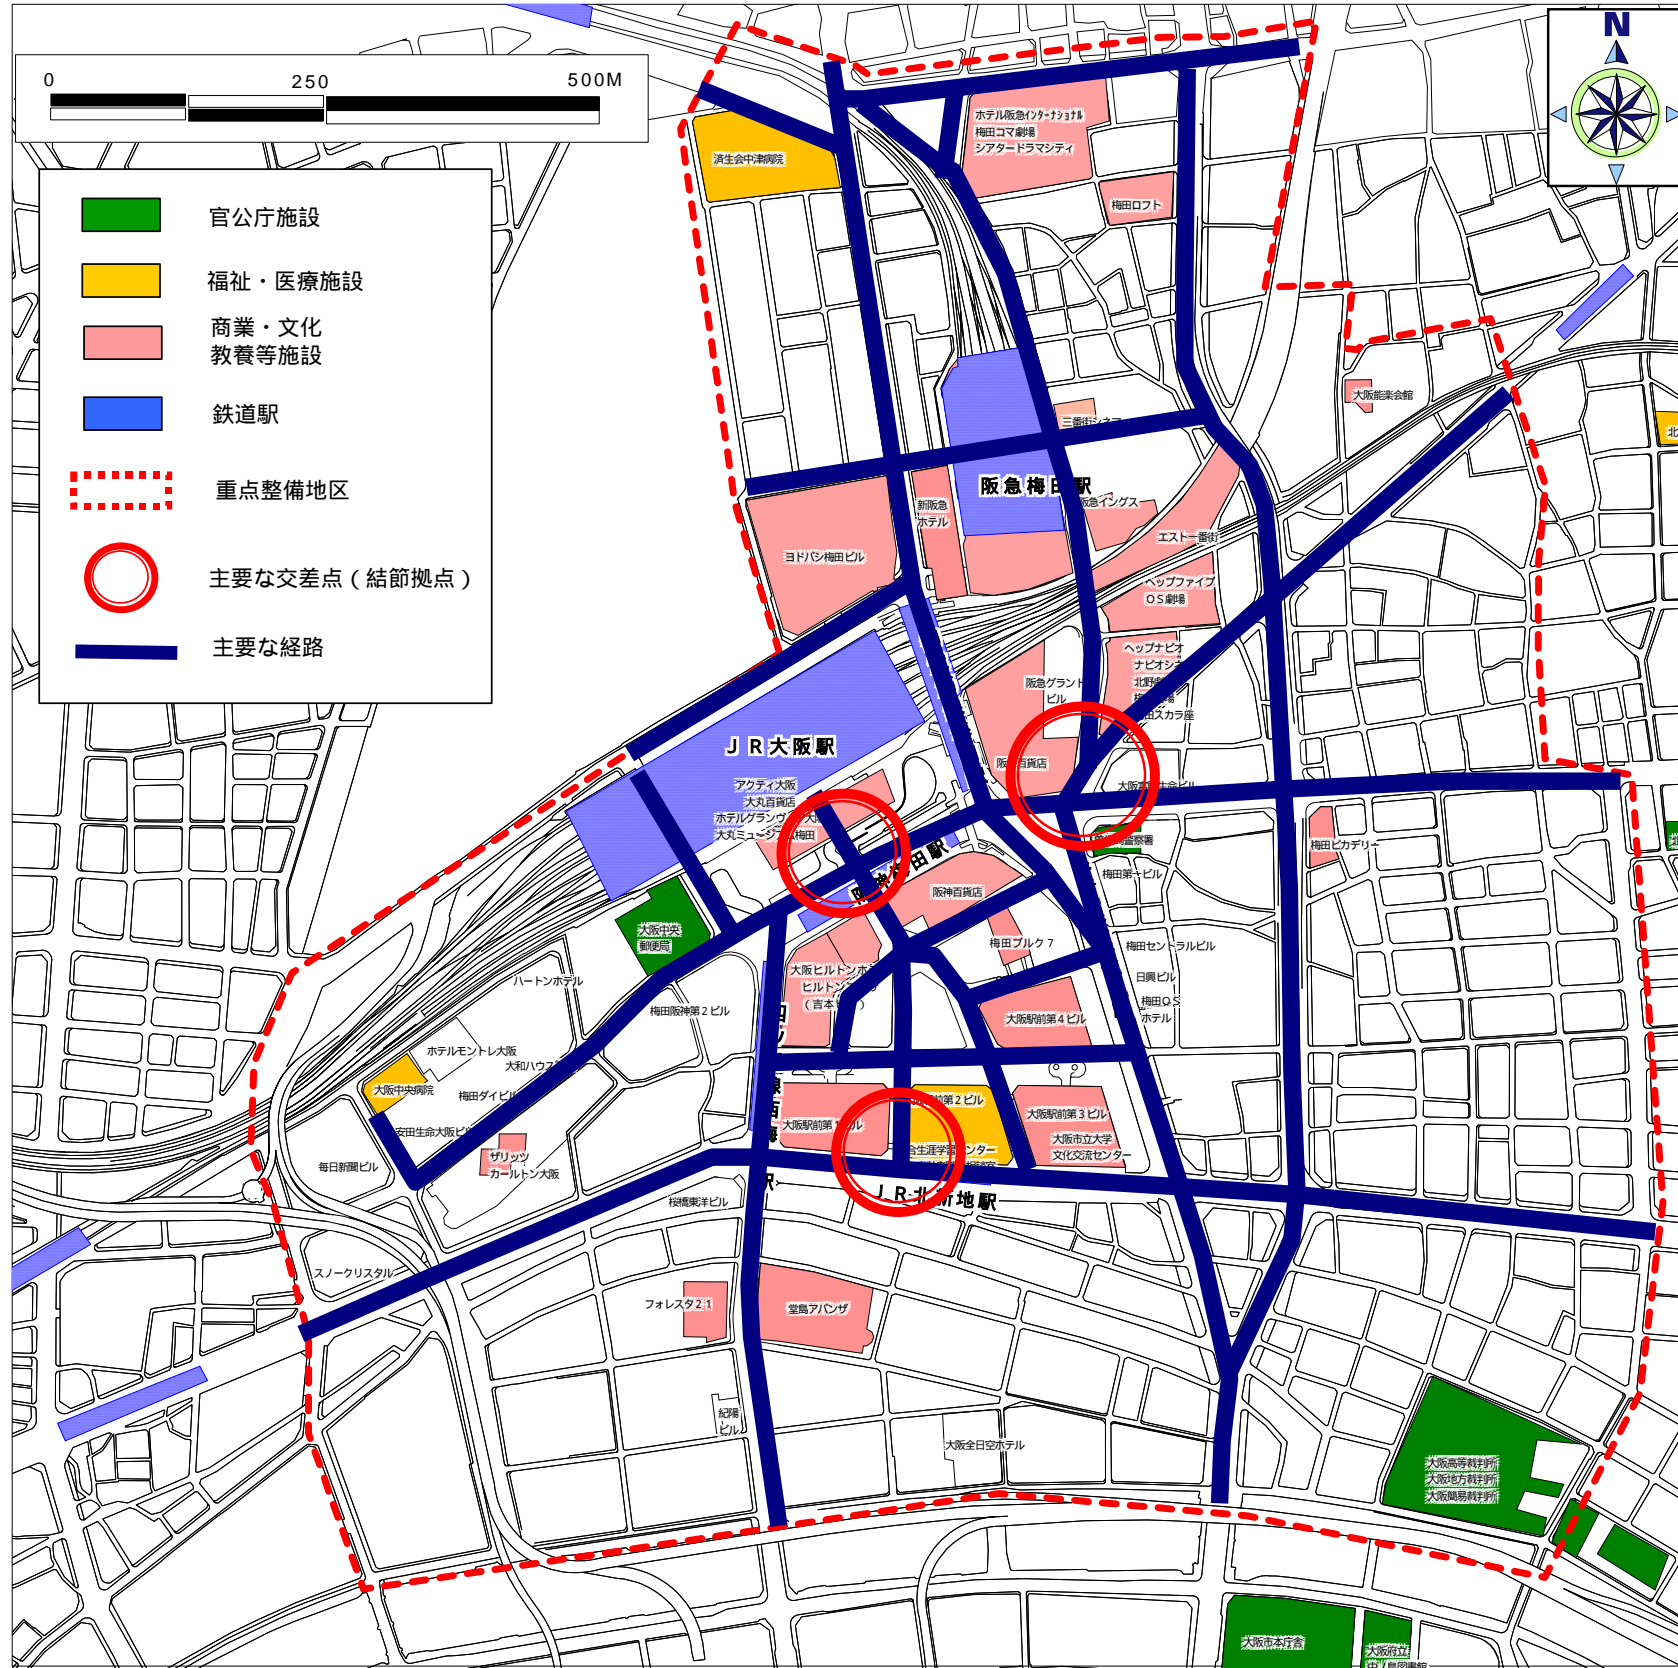 N
0 250 500M
官公庁施設
福祉・医療施設
商業・文化
教養等施設
鉄道駅
重点整備地区
主要な交差点（結節拠点）
主要な経路
ホテル阪急インターナショナル
梅田コマ劇場
シアタードラマシティ
済生会中津病院
梅田ロフト
大阪能楽会館
三番街シネマ
北
阪急梅田駅
新阪急
ホテル
阪急イングス
エスト一番街
ヨドバシ梅田ビル
ヘップファイブ
ＯＳ劇場
ヘップナビオ
ナビオシネ
北野劇
阪急グランド
ビル
田スカラ座
ＪＲ大阪駅
百貨店
アクティ大阪
大丸百貨店
ホテルグランヴィア大阪
大丸ミュージアム梅田
警察署
梅田ピカデリー
梅田第一ビル
阪神百貨店
大阪中央
郵便局
梅田ブルク７
梅田セントラルビル
大阪ヒルトンホテ
ヒルトン
（吉本ビル）
日興ビル
ハートンホテル
梅田阪神第２ビル
梅田ＯＳ
ホテル
大阪駅前第４ビル
ホテルモントレ大阪
大和ハウス
大阪中央病院
梅田ダイビル
前第２ビル
大阪駅前第３ビル
大阪駅前第１ビル
安田生命大阪ビル
大阪市立大学
文化交流センター
合生涯学習センター
毎日新聞ビル
ザリッツ
カールトン大阪
ＪＲ北新地駅
桜橋東洋ビル
スノークリスタル
フォレスタ２１
堂島アバンザ
紀陽
ビル
大阪全日空ホテル
大阪高等裁判所
大阪地方裁判所
大阪簡易裁判所
大阪市本庁舎
大阪府立